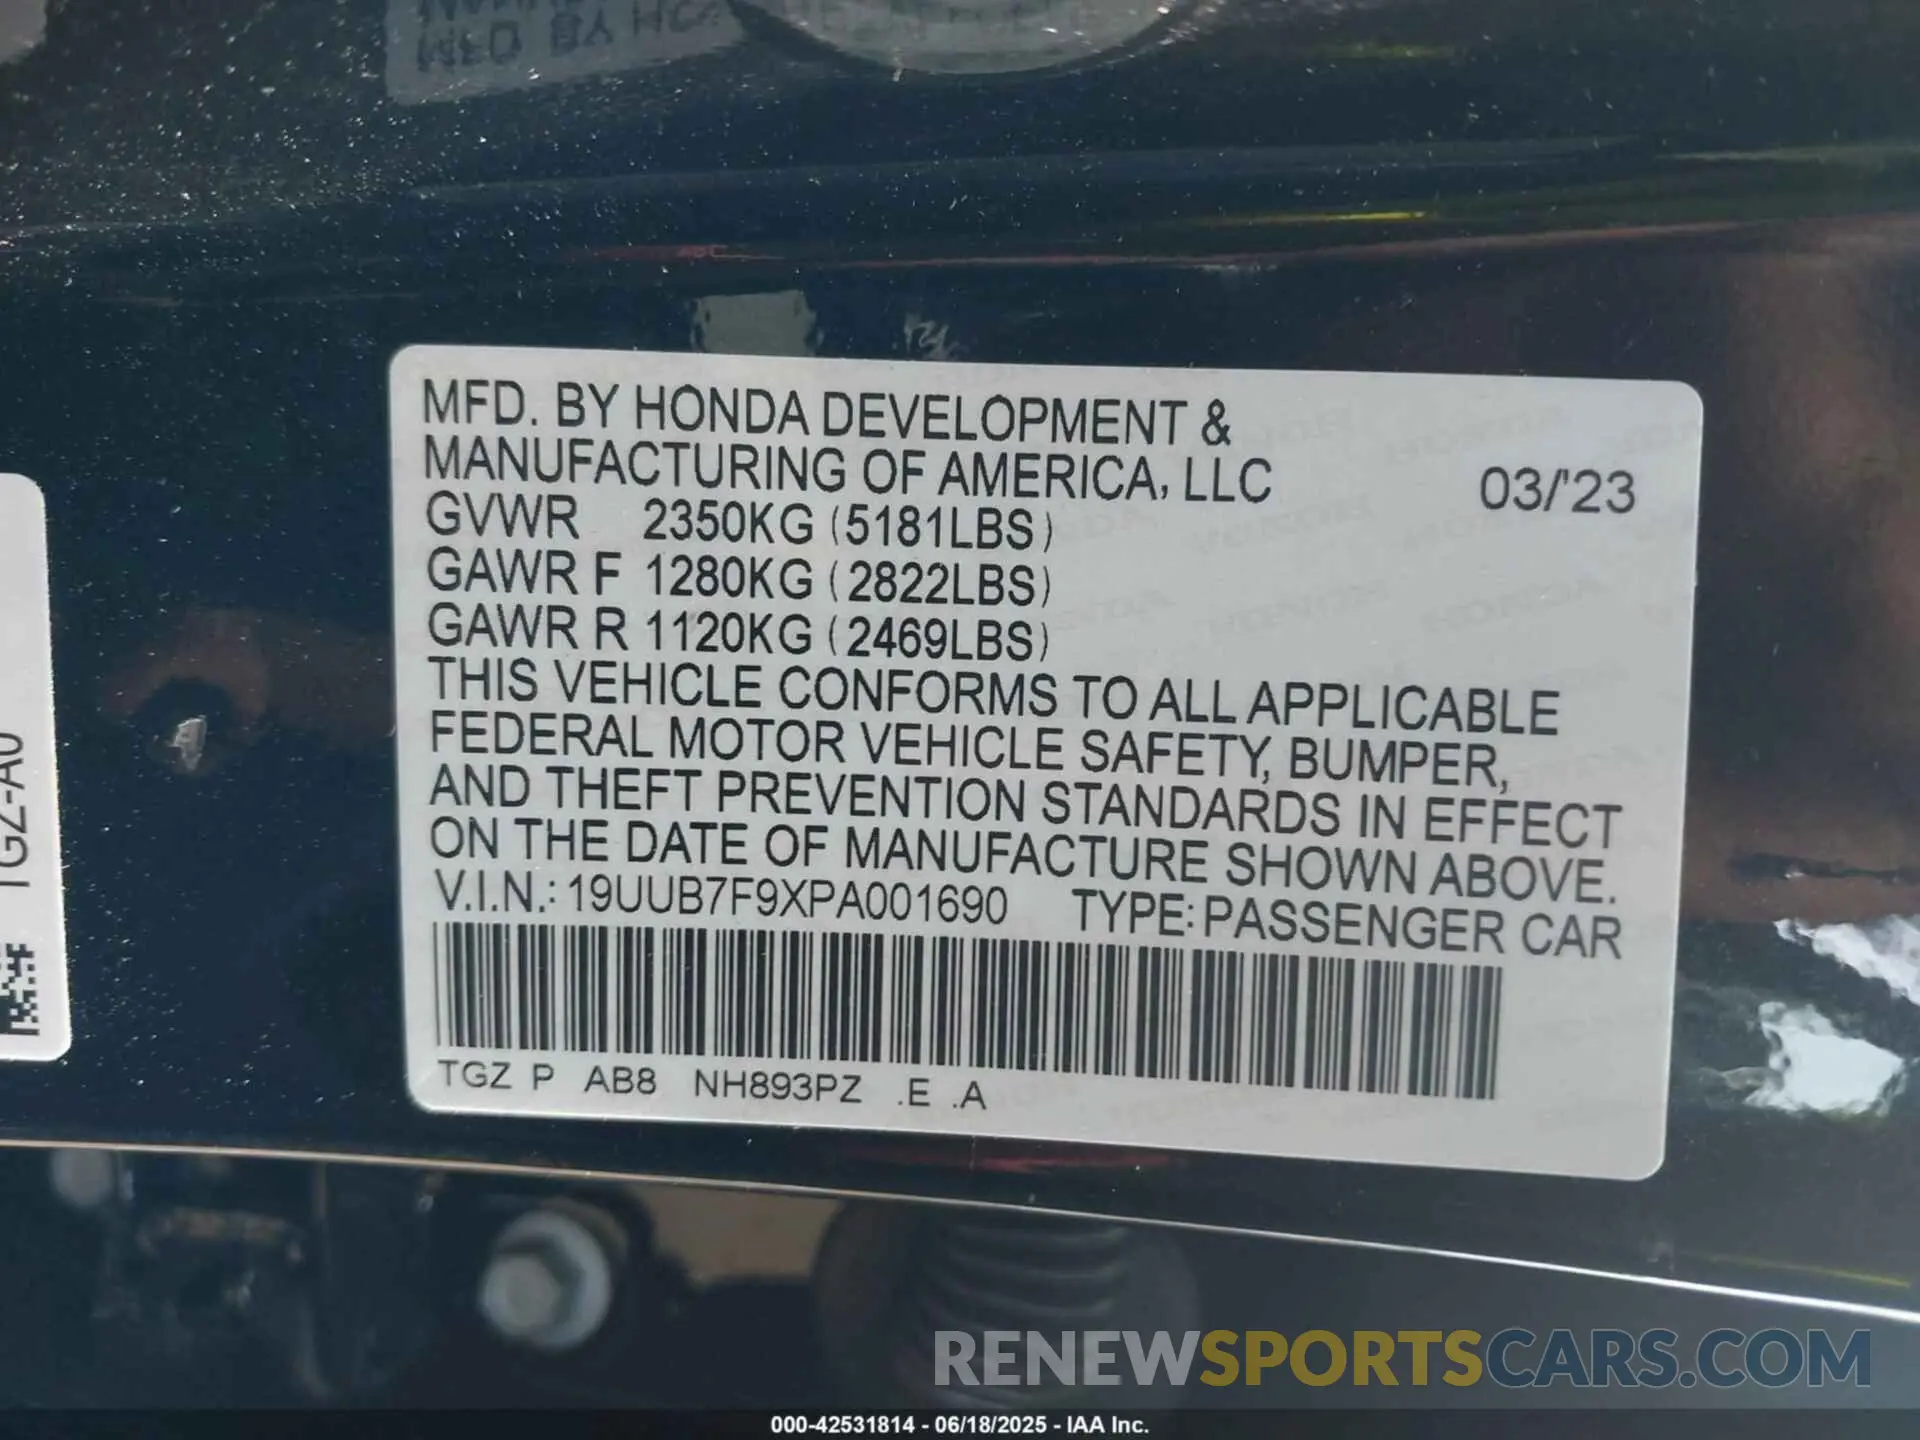 MFD. BY HONDA DEVELOPMENT &
MANUFACTURING OF AMERICA, LLC
03/'23
GVWR 2350KG (5181LBS)
GAWR F 1280KG (2822LBS)
GAWR R 1120KG (2469LBS)
THIS VEHICLE CONFORMS TO ALL APPLICABLE
FEDERAL MOTOR VEHICLE SAFETY, BUMPER,
AND THEFT PREVENTION STANDARDS IN EFFECT
ON THE DATE OF MANUFACTURE SHOWN ABOVE.
V.I.N.: 19UUB7F9XPA001690 TYPE: PASSENGER CAR
TGZ P AB8 NH893PZ .E .A
TGZ-A0
RENEWSPORTSCARS.COM
000-42531814 - 06/18/2025 - IAA Inc.